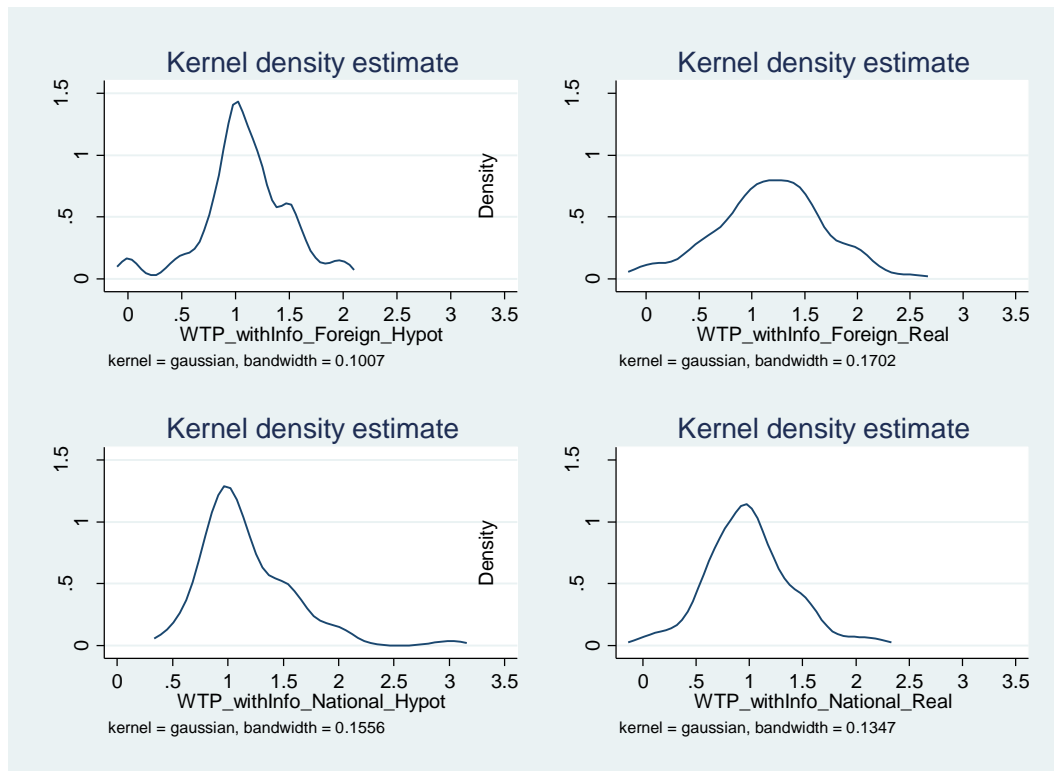 Kernel density estimate
1.5
1
.5
0
0 .5 1 1.5 2 2.5 3 3.5
WTP_withInfo_Foreign_Hypot
kernel = gaussian, bandwidth = 0.1007
Kernel density estimate
Density
1.5
1
.5
0
0 .5 1 1.5 2 2.5 3 3.5
WTP_withInfo_Foreign_Real
kernel = gaussian, bandwidth = 0.1702
Kernel density estimate
1.5
1
.5
0
0 .5 1 1.5 2 2.5 3 3.5
WTP_withInfo_National_Hypot
kernel = gaussian, bandwidth = 0.1556
Kernel density estimate
Density
1.5
1
.5
0
0 .5 1 1.5 2 2.5 3 3.5
WTP_withInfo_National_Real
kernel = gaussian, bandwidth = 0.1347